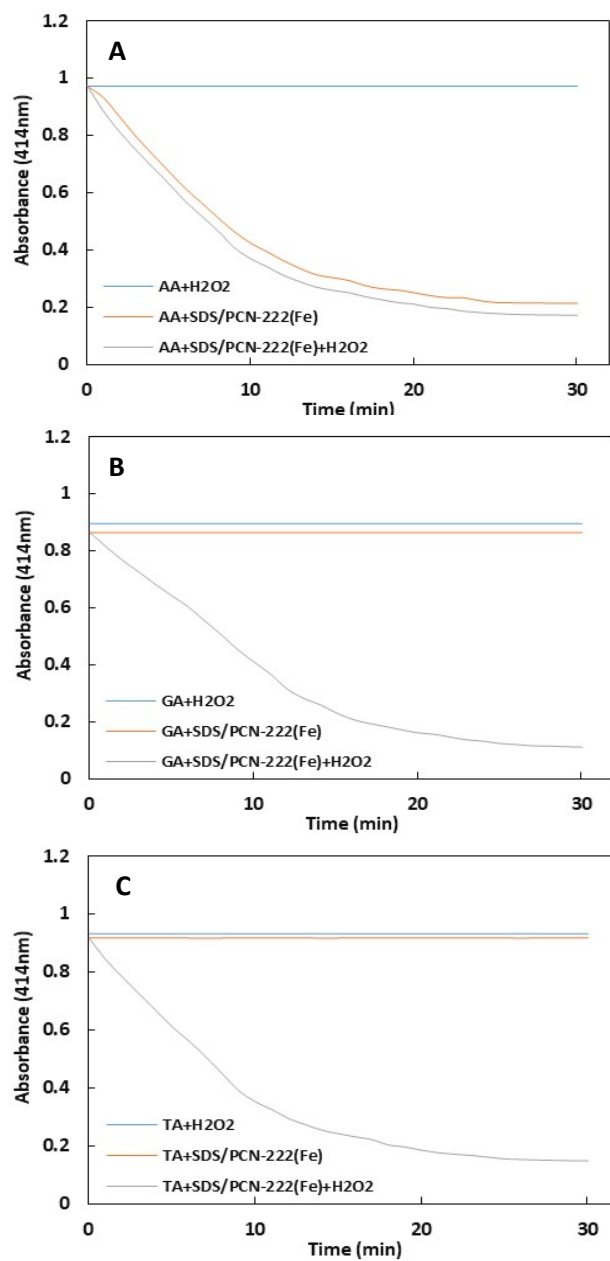 A
1.2
1
0.8
0.6
0.4
0.2
0
Absorbance (414nm)
AA+H2O2
AA+SDS/PCN-222(Fe)
AA+SDS/PCN-222(Fe)+H2O2
0 10 20 30
Time (min)
B
1.2
1
0.8
0.6
0.4
0.2
0
Absorbance (414nm)
GA+H2O2
GA+SDS/PCN-222(Fe)
GA+SDS/PCN-222(Fe)+H2O2
0 10 20 30
Time (min)
C
1.2
1
0.8
0.6
0.4
0.2
0
Absorbance (414nm)
TA+H2O2
TA+SDS/PCN-222(Fe)
TA+SDS/PCN-222(Fe)+H2O2
0 10 20 30
Time (min)